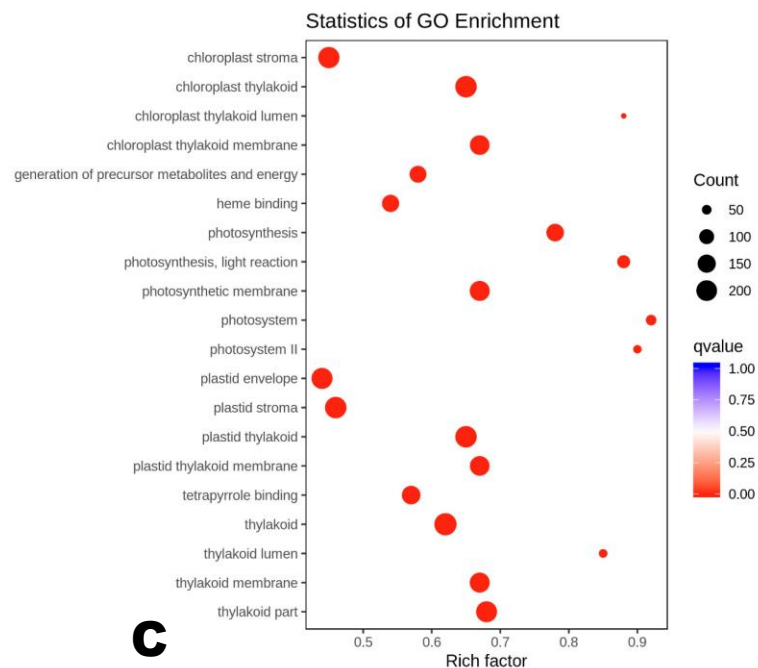 Statistics of GO Enrichment
chloroplast stroma
chloroplast thylakoid
chloroplast thylakoid lumen
chloroplast thylakoid membrane
generation of precursor metabolites and energy
heme binding
photosynthesis
photosynthesis, light reaction
photosynthetic membrane
photosystem
photosystem II
plastid envelope
plastid stroma
plastid thylakoid
plastid thylakoid membrane
tetrapyrrole binding
thylakoid
thylakoid lumen
thylakoid membrane
thylakoid part
0.5 0.6 0.7 0.8 0.9
Rich factor
Count
50
100
150
200
qvalue
1.00
0.75
0.50
0.25
0.00
C